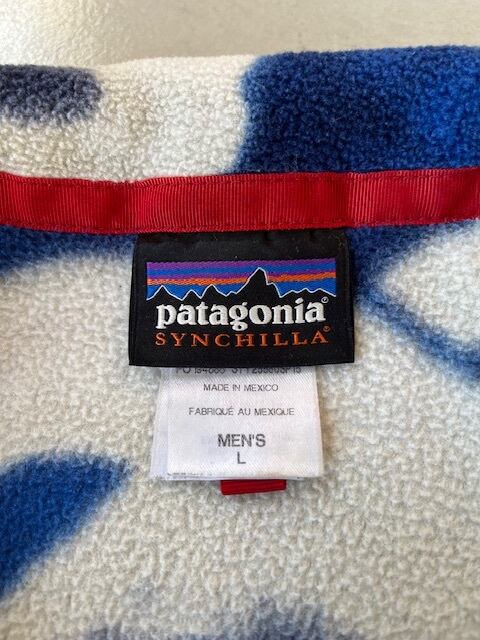 patagonia®
SYNCHILLA®
MADE IN MEXICO
FABRIQUÉ AU MEXIQUE
MEN'S
L